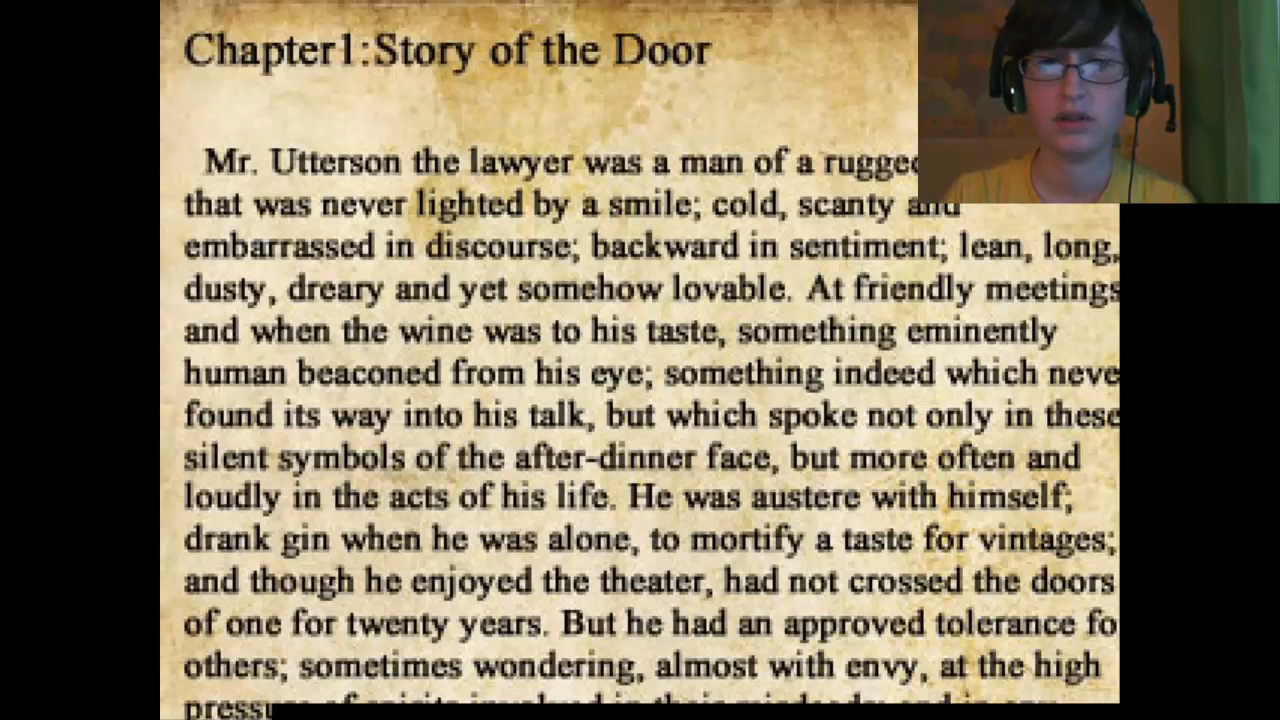 Chapter1:Story of the Door
Mr. Utterson the lawyer was a man of a rugged
that was never lighted by a smile; cold, scanty and
embarrassed in discourse; backward in sentiment; lean, long,
dusty, dreary and yet somehow lovable. At friendly meetings
and when the wine was to his taste, something eminently
human beaconed from his eye; something indeed which neve
found its way into his talk, but which spoke not only in these
silent symbols of the after-dinner face, but more often and
loudly in the acts of his life. He was austere with himself;
drank gin when he was alone, to mortify a taste for vintages;
and though he enjoyed the theater, had not crossed the doors
of one for twenty years. But he had an approved tolerance fo
others; sometimes wondering, almost with envy, at the high